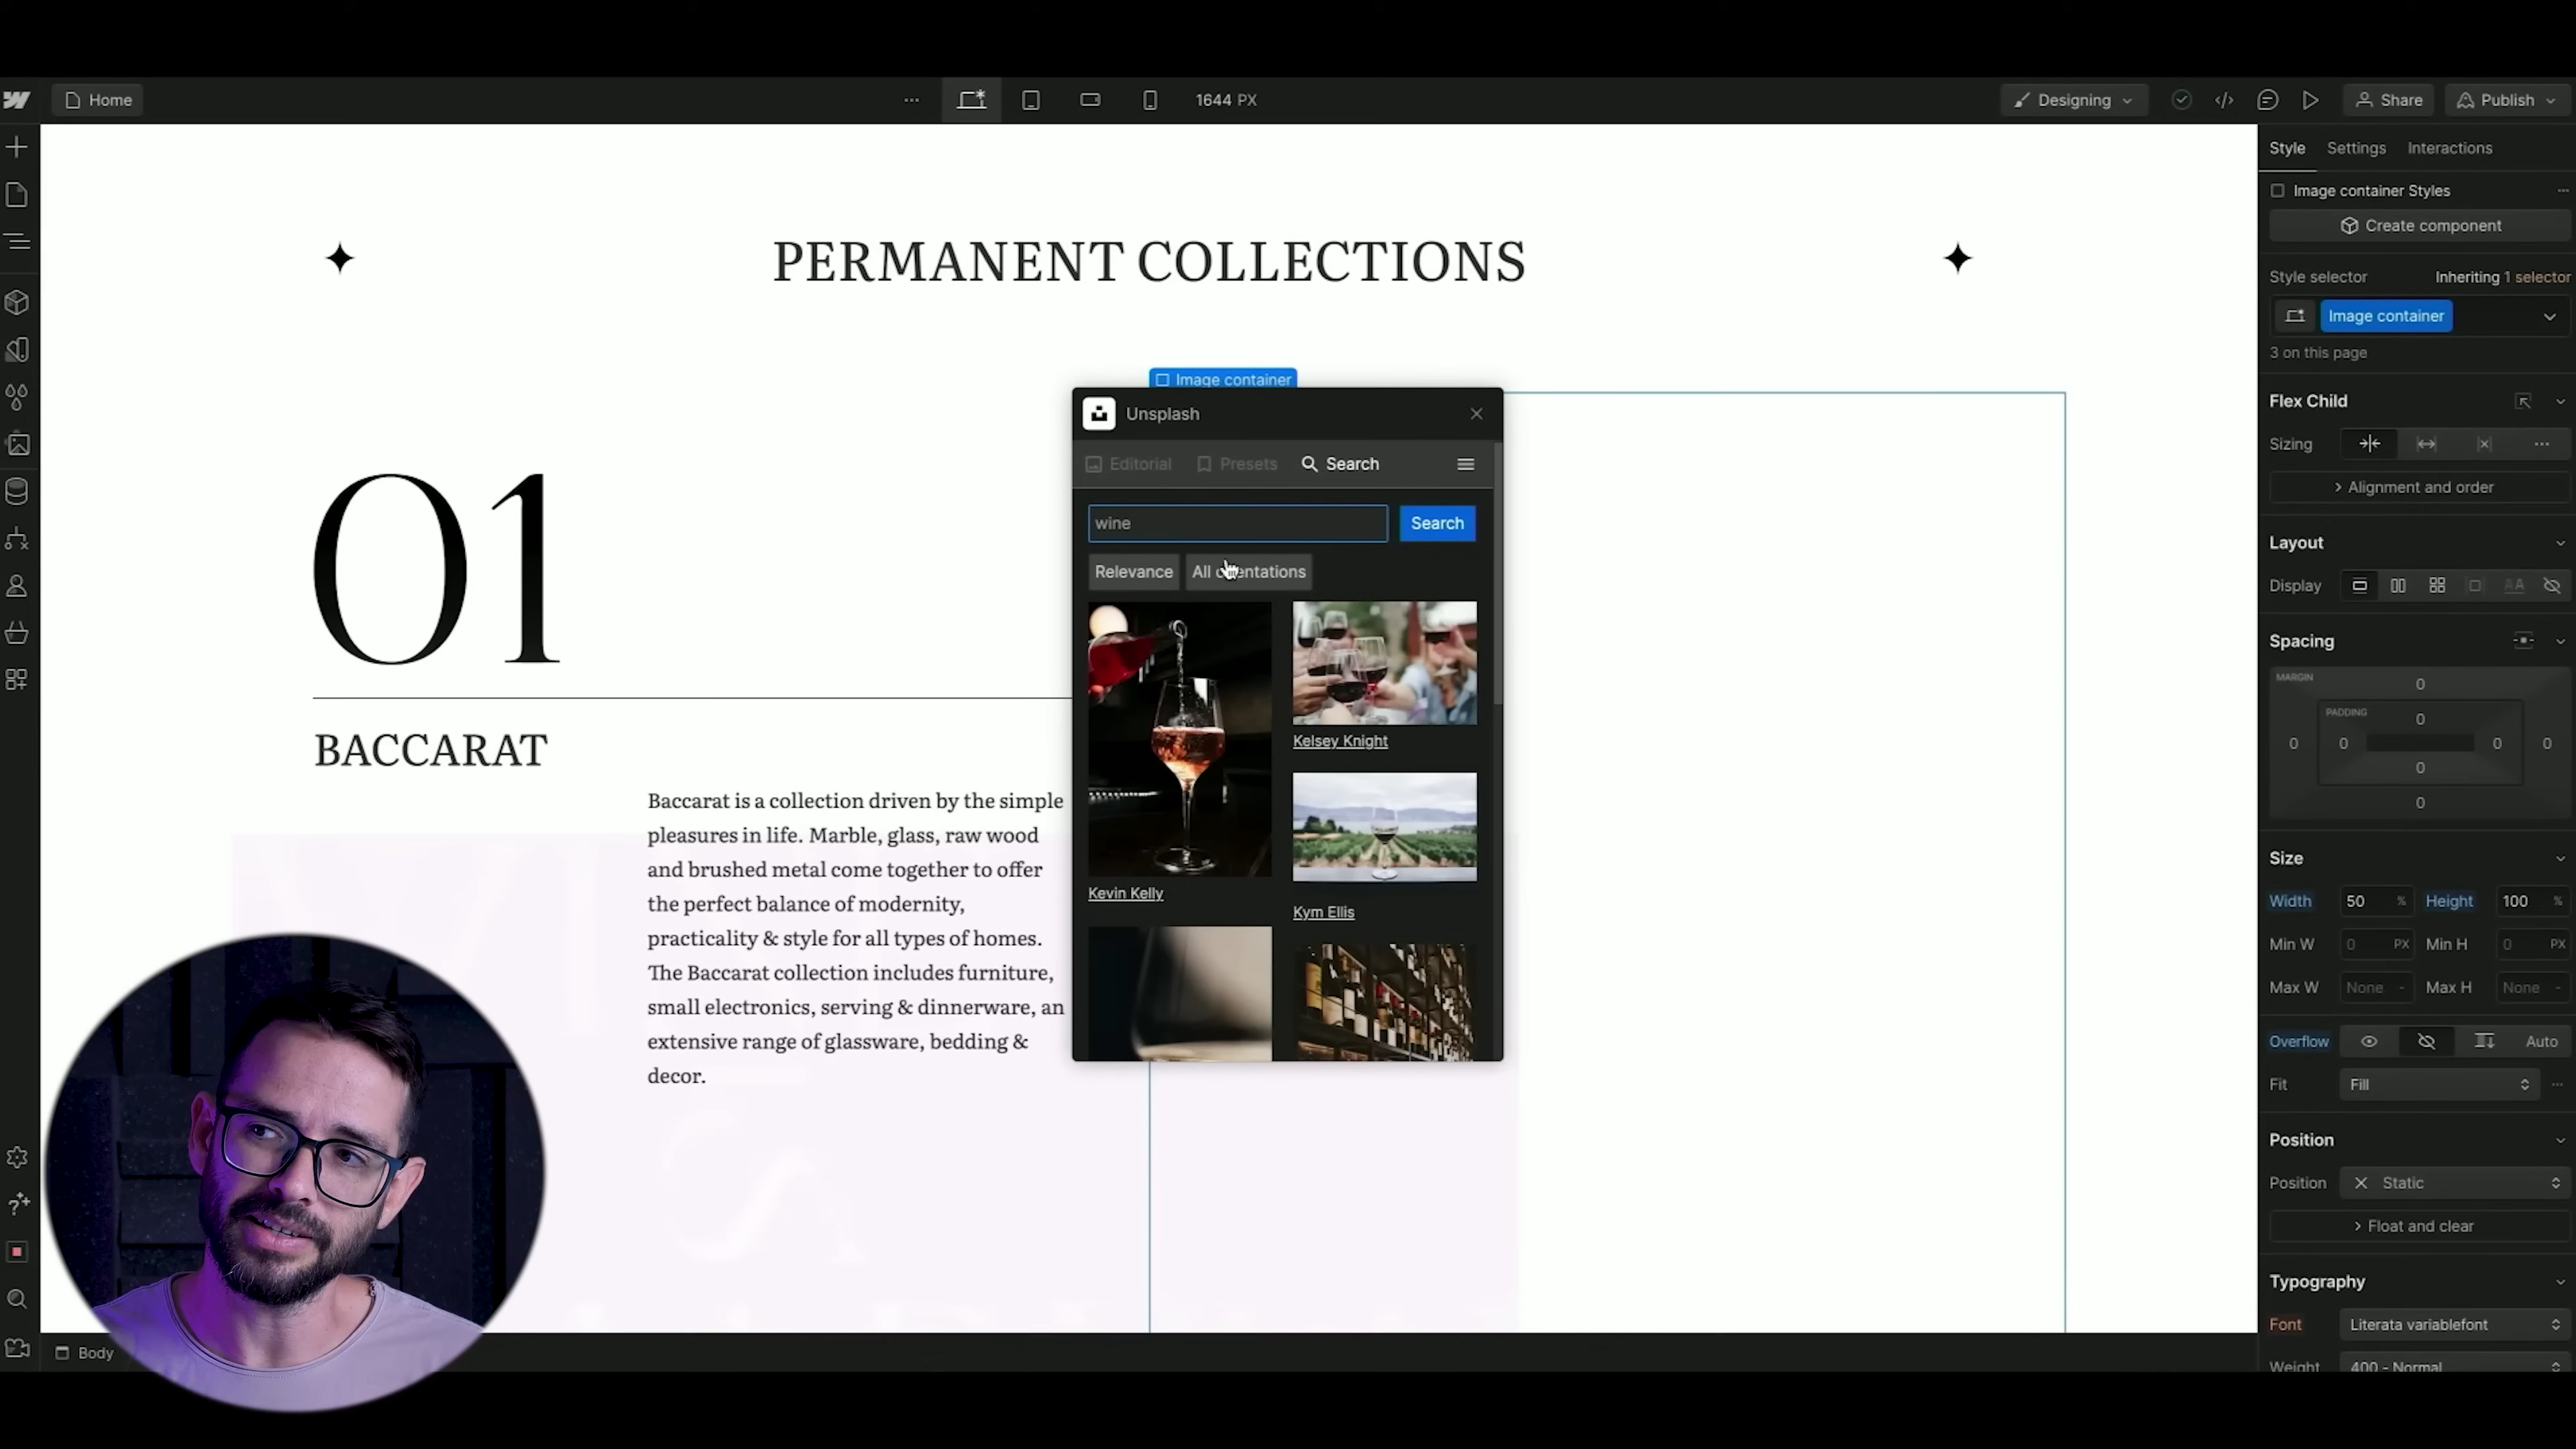 Home
1644 PX
Designing
Share
Publish
Style
Settings
Interactions
Image container Styles
Create component
Style selector
Inheriting 1 selector
Image container
3 on this page
Flex Child
Sizing
Alignment and order
Layout
Display
AA
Spacing
MARGIN
0
PADDING
0
0
0
0
0
0
0
Size
Width
50
%
Height
100
%
Min W
0
PX
Min H
0
PX
Max W
None
-
Max H
None
-
Overflow
Auto
Fit
Fill
Position
Position
Static
Float and clear
Typography
Font
Literata variablefont
Weight
400 - Normal
PERMANENT COLLECTIONS
Image container
01
BACCARAT
Baccarat is a collection driven by the simple
pleasures in life. Marble, glass, raw wood
and brushed metal come together to offer
the perfect balance of modernity,
practicality & style for all types of homes.
The Baccarat collection includes furniture,
small electronics, serving & dinnerware, an
extensive range of glassware, bedding &
decor.
Unsplash
Editorial
Presets
Search
wine
Search
Relevance
All orientations
Kelsey Knight
Kevin Kelly
Kym Ellis
Body